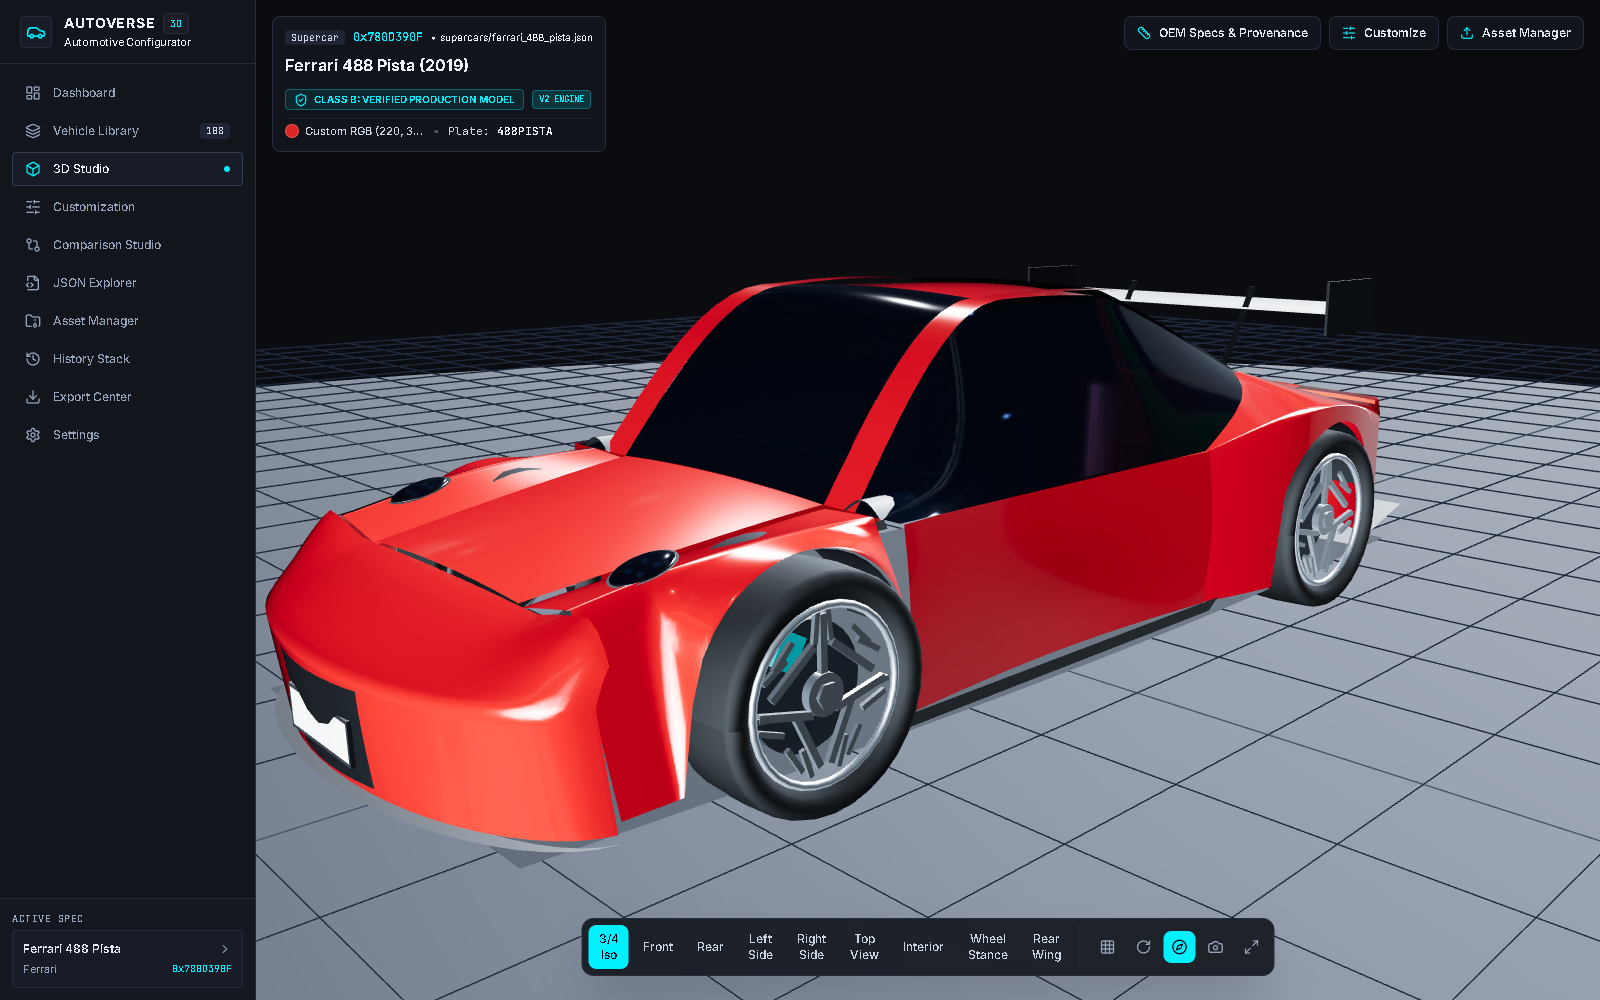 AUTOVERSE 3D
Automotive Configurator
Dashboard
Vehicle Library 188
3D Studio
Customization
Comparison Studio
JSON Explorer
Asset Manager
History Stack
Export Center
Settings
ACTIVE SPEC
Ferrari 488 Pista
Ferrari 0x780D390F
Supercar 0x780D390F • supercars/ferrari_488_pista.json
Ferrari 488 Pista (2019)
CLASS B: VERIFIED PRODUCTION MODEL V2 ENGINE
Custom RGB (220, 3... • Plate: 488PISTA
OEM Specs & Provenance
Customize
Asset Manager
3/4
Iso
Front
Rear
Left
Side
Right
Side
Top
View
Interior
Wheel
Stance
Rear
Wing